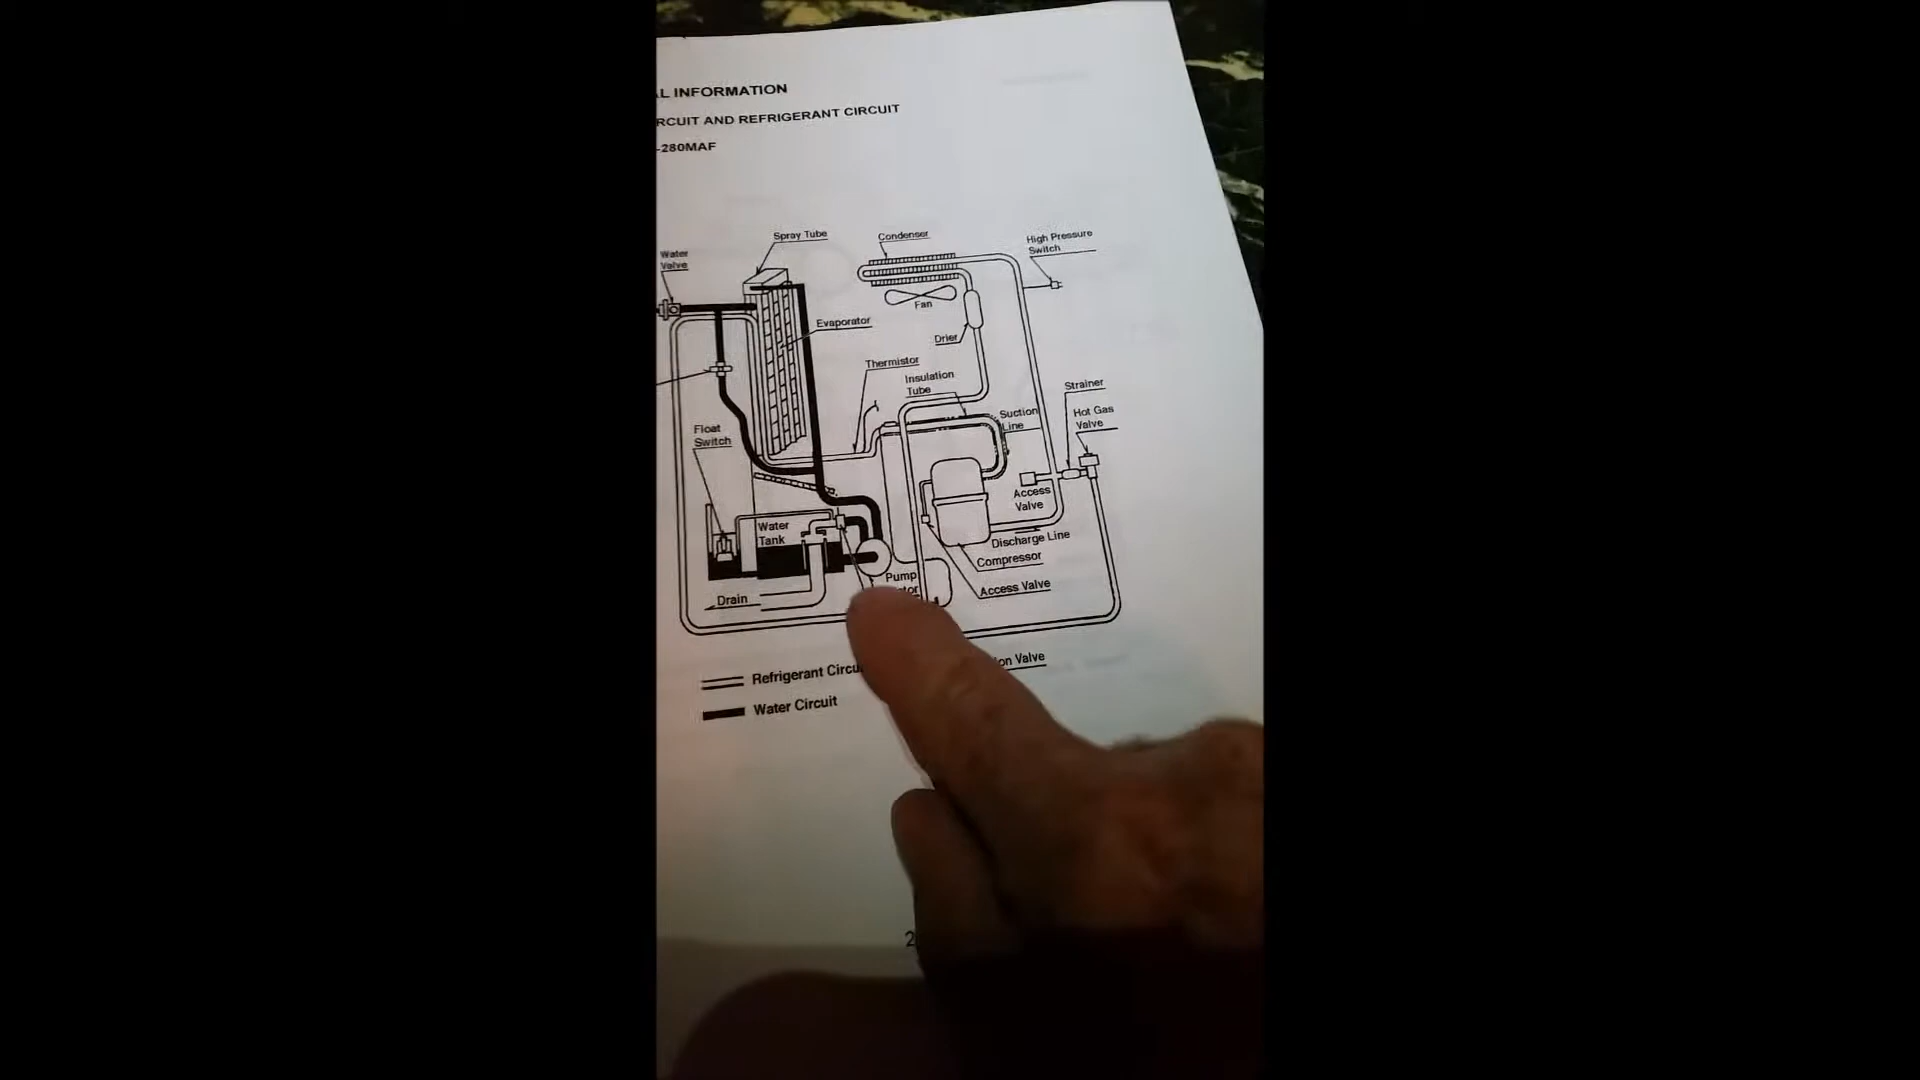 AL INFORMATION
RCUIT AND REFRIGERANT CIRCUIT
-280MAF
Spray Tube
Condenser
High Pressure
Switch
Water
Valve
Fan
Evaporator
Drier
Thermistor
Insulation
Tube
Strainer
Suction
Line
Hot Gas
Valve
Float
Switch
Access
Valve
Water
Tank
Discharge Line
Compressor
Pump
Access Valve
Drain
on Valve
Refrigerant Circu
Water Circuit
2